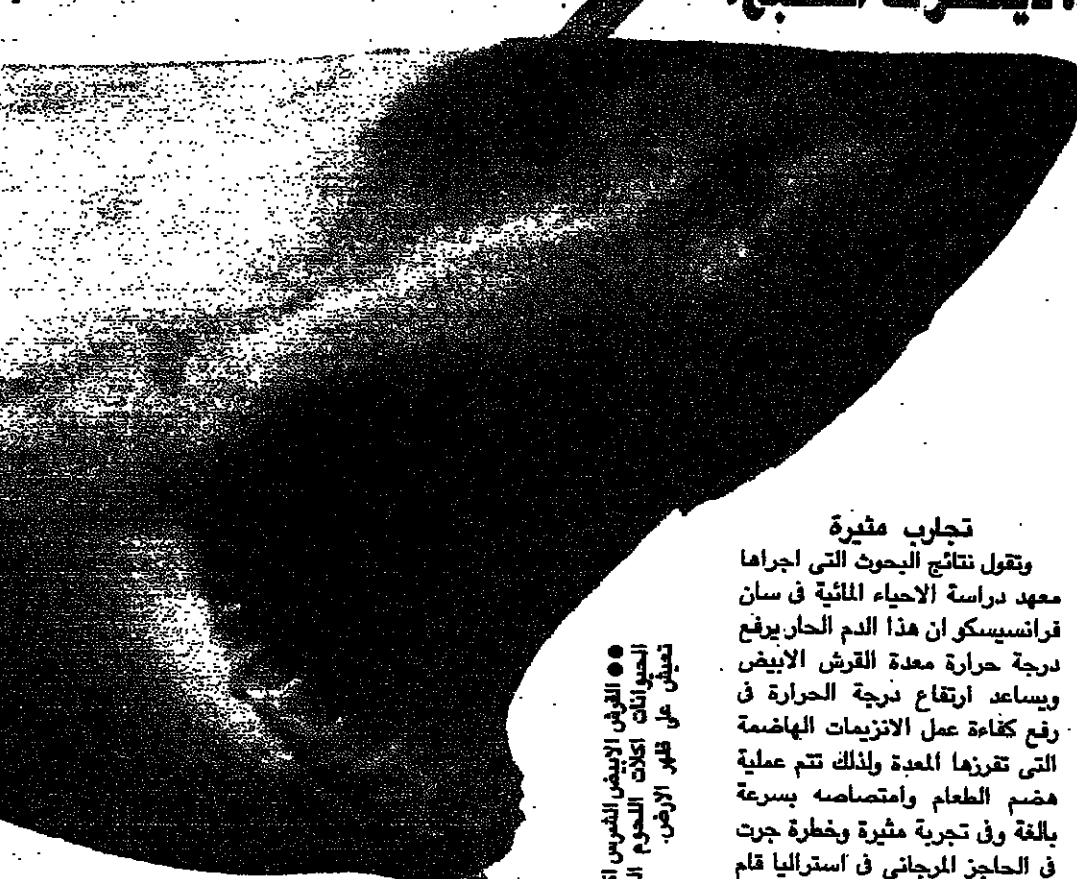 تجارب مثيرة
وتقول نتائج البحوث التى اجراها
معهد دراسة الاحياء المائية فى سان
فرانسيسكو ان هذا الدم الحار يرفع
درجة حرارة معدة القرش الابيض
ويساعد ارتفاع درجة الحرارة فى
رفع كفاءة عمل الانزيمات الهاضمة
التى تفرزها المعدة ولذلك تتم عملية
هضم الطعام وامتصاصه بسرعة
بالغة وفى تجربة مثيرة وخطرة جرت
فى الحاجز المرجانى فى استراليا قام
●● القرش الابيض الشرس
الحيوانات اكلات اللحوم
تعيش على ظهر الارض.